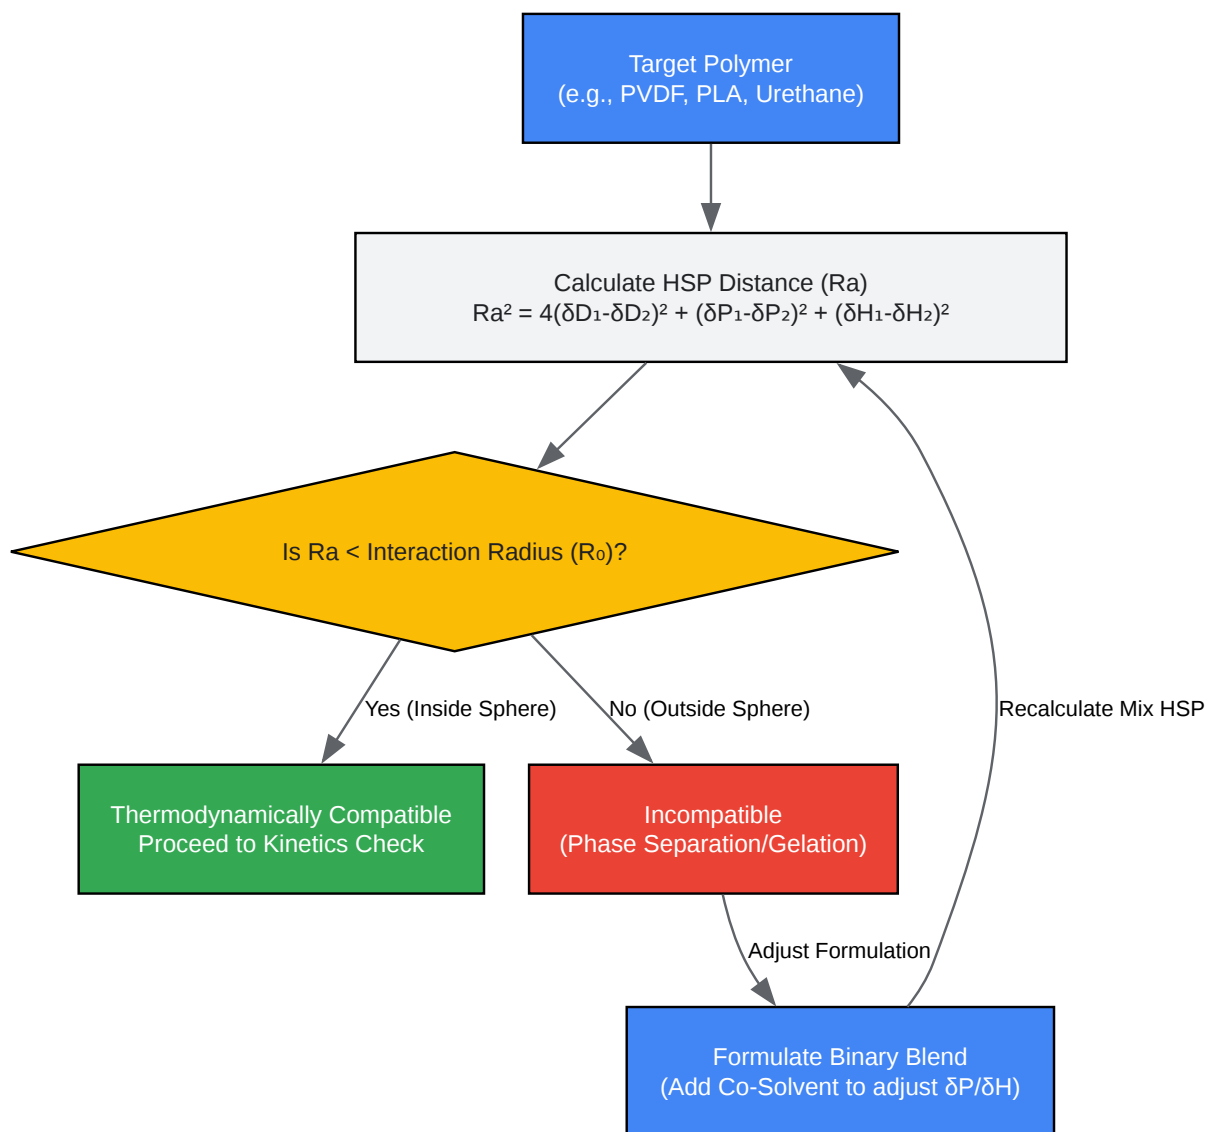 Target Polymer
(e.g., PVDF, PLA, Urethane)
Calculate HSP Distance (Ra)
Ra² = 4(δD₁-δD₂)² + (δP₁-δP₂)² + (δH₁-δH₂)²
Is Ra < Interaction Radius (R₀)?
Yes (Inside Sphere)
No (Outside Sphere)
Recalculate Mix HSP
Thermodynamically Compatible
Proceed to Kinetics Check
Incompatible
(Phase Separation/Gelation)
Adjust Formulation
Formulate Binary Blend
(Add Co-Solvent to adjust δP/δH)